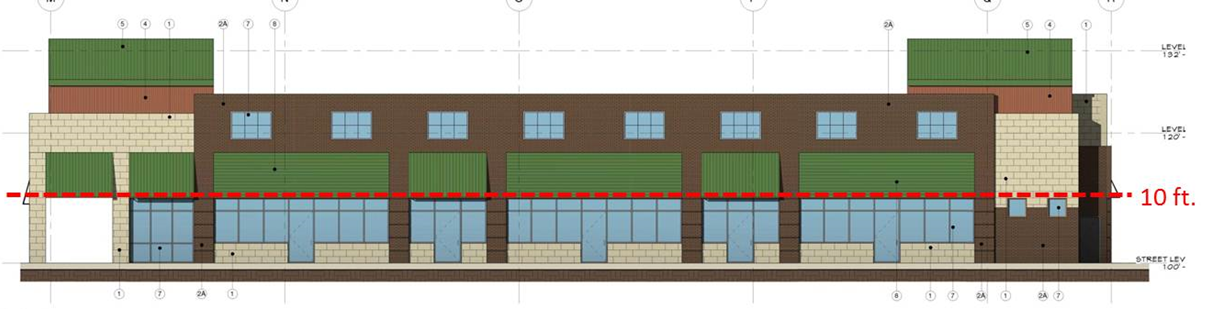 5 4 1 2A 7 8 2A 5 4 1
LEVEL
132'-
LEVEL
120'-
10 ft.
STREET LEV
100'-
1 7 2A 1 8 1 7 2A 1 2A 7